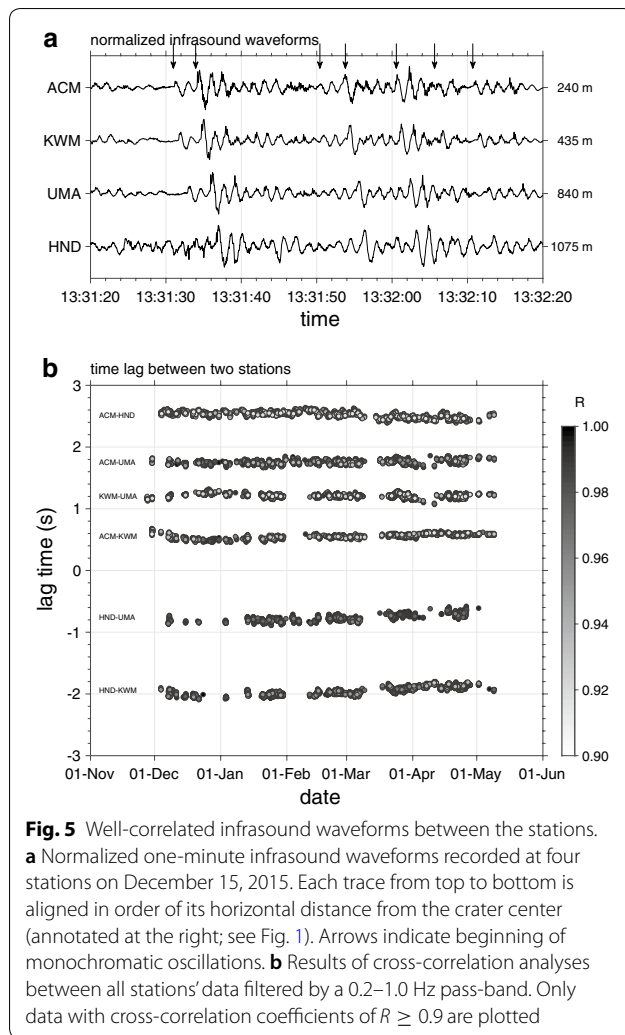 a
normalized infrasound waveforms
ACM
240 m
KWM
435 m
UMA
840 m
HND
1075 m
13:31:20 13:31:30 13:31:40 13:31:50 13:32:00 13:32:10 13:32:20
time
b
time lag between two stations
3
2
1
0
-1
-2
-3
lag time (s)
ACM-HND
ACM-UMA
KWM-UMA
ACM-KWM
HND-UMA
HND-KWM
01-Nov 01-Dec 01-Jan 01-Feb 01-Mar 01-Apr 01-May 01-Jun
date
R
1.00
0.98
0.96
0.94
0.92
0.90
Fig. 5 Well-correlated infrasound waveforms between the stations.
a Normalized one-minute infrasound waveforms recorded at four
stations on December 15, 2015. Each trace from top to bottom is
aligned in order of its horizontal distance from the crater center
(annotated at the right; see Fig. 1). Arrows indicate beginning of
monochromatic oscillations. b Results of cross-correlation analyses
between all stations' data filtered by a 0.2–1.0 Hz pass-band. Only
data with cross-correlation coefficients of R ≥ 0.9 are plotted